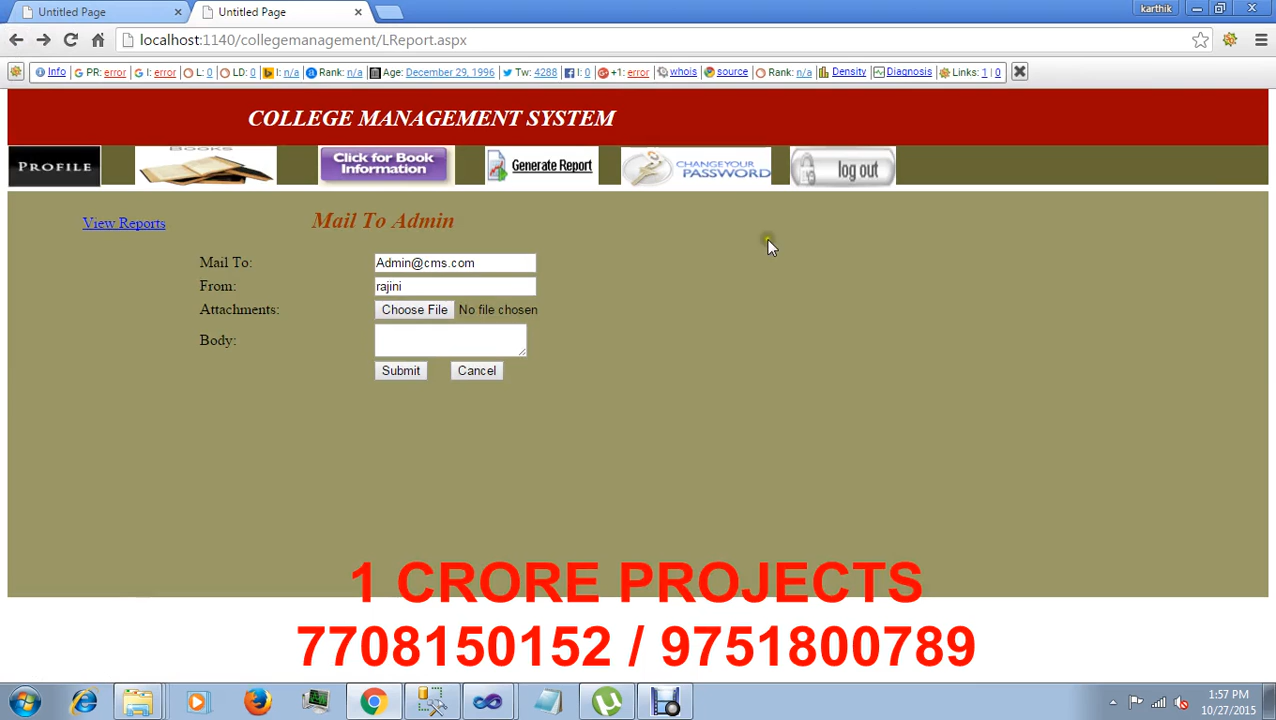 Untitled Page
Untitled Page
karthik
localhost:1140/collegemanagement/LReport.aspx
Info PR: error I: error L: 0 LD: 0 I: n/a Rank: n/a Age: December 29, 1996 Tw: 4288 I: 0 +1: error whois source Rank: n/a Density Diagnosis Links: 1 | 0
COLLEGE MANAGEMENT SYSTEM
PROFILE
BOOKS
Click for Book
Information
Generate Report
CHANGEYOUR
PASSWORD
log out
View Reports
Mail To Admin
Mail To: Admin@cms.com
From: rajini
Attachments: Choose File No file chosen
Body:
Submit Cancel
1 CRORE PROJECTS
7708150152 / 9751800789
1:57 PM
10/27/2015